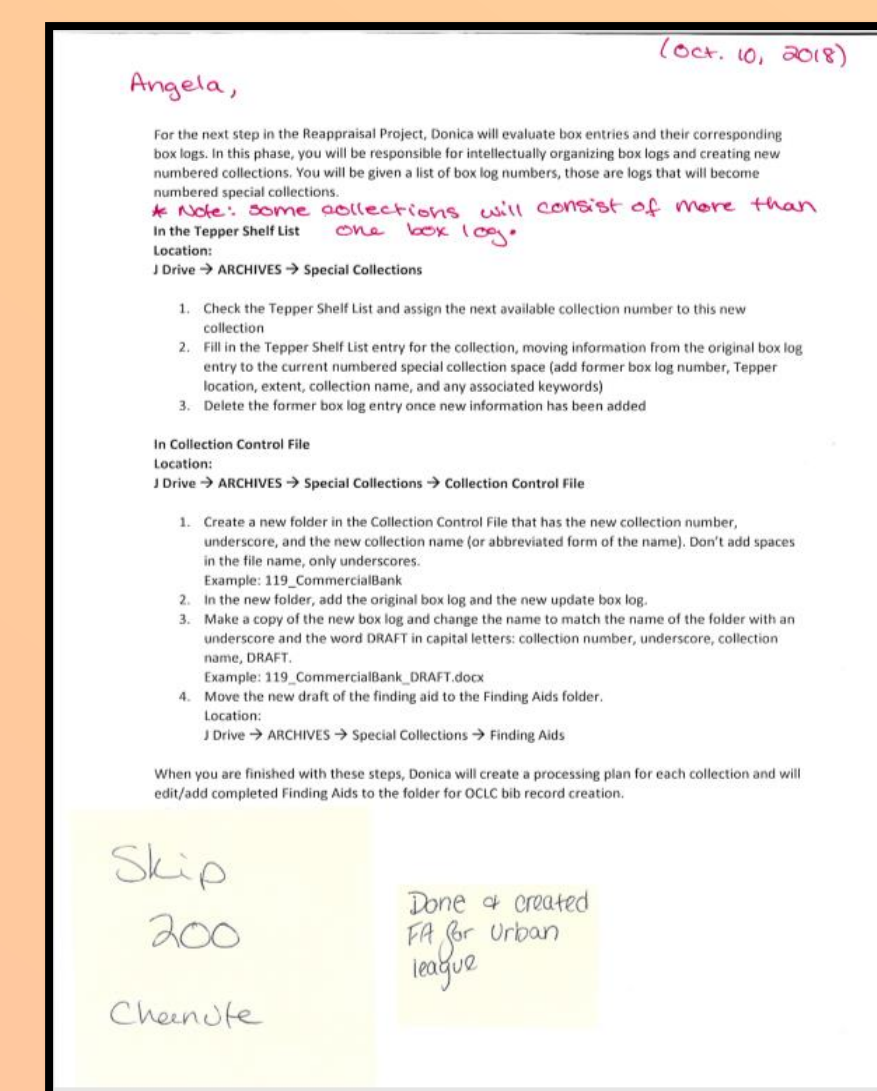 (Oct. 10, 2018)
Angela,
For the next step in the Reappraisal Project, Donica will evaluate box entries and their corresponding
box logs. In this phase, you will be responsible for intellectually organizing box logs and creating new
numbered collections. You will be given a list of box log numbers, those are logs that will become
numbered special collections.
* Note: some collections will consist of more than
one box log.
In the Tepper Shelf List
Location:
J Drive → ARCHIVES → Special Collections
1. Check the Tepper Shelf List and assign the next available collection number to this new
collection
2. Fill in the Tepper Shelf List entry for the collection, moving information from the original box log
entry to the current numbered special collection space (add former box log number, Tepper
location, extent, collection name, and any associated keywords)
3. Delete the former box log entry once new information has been added
In Collection Control File
Location:
J Drive → ARCHIVES → Special Collections → Collection Control File
1. Create a new folder in the Collection Control File that has the new collection number,
underscore, and the new collection name (or abbreviated form of the name). Don't add spaces
in the file name, only underscores.
Example: 119_CommercialBank
2. In the new folder, add the original box log and the new update box log.
3. Make a copy of the new box log and change the name to match the name of the folder with an
underscore and the word DRAFT in capital letters: collection number, underscore, collection
name, DRAFT.
Example: 119_CommercialBank_DRAFT.docx
4. Move the new draft of the finding aid to the Finding Aids folder.
Location:
J Drive → ARCHIVES → Special Collections → Finding Aids
When you are finished with these steps, Donica will create a processing plan for each collection and will
edit/add completed Finding Aids to the folder for OCLC bib record creation.
Skip
200
Done & created
FA for Urban
league